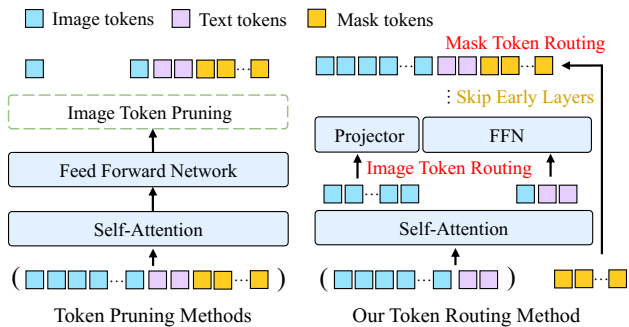 Image tokens Text tokens Mask tokens
Image Token Pruning
Feed Forward Network
Self-Attention
( ... ... )
Token Pruning Methods
Mask Token Routing
⋮ Skip Early Layers
Projector FFN
Image Token Routing
Self-Attention
( ... ) ...
Our Token Routing Method